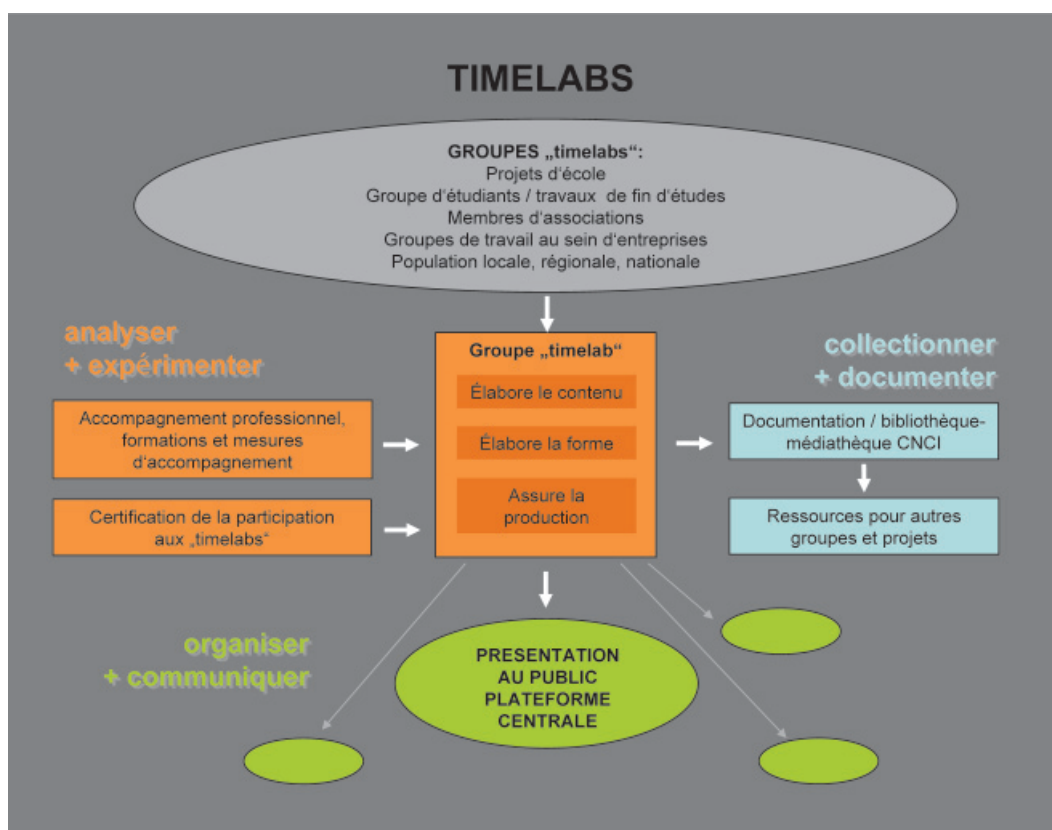 TIMELABS
GROUPES „timelabs“:
Projets d‘école
Groupe d‘étudiants / travaux de fin d‘études
Membres d‘associations
Groupes de travail au sein d‘entreprises
Population locale, régionale, nationale
analyser
+ expérimenter
Accompagnement professionnel,
formations et mesures
d‘accompagnement
Certification de la participation
aux „timelabs“
Groupe „timelab“
Élabore le contenu
Élabore la forme
Assure la
production
collectionner
+ documenter
Documentation / bibliothèque-
médiathèque CNCI
Ressources pour autres
groupes et projets
organiser
+ communiquer
PRESENTATION
AU PUBLIC
PLATEFORME
CENTRALE